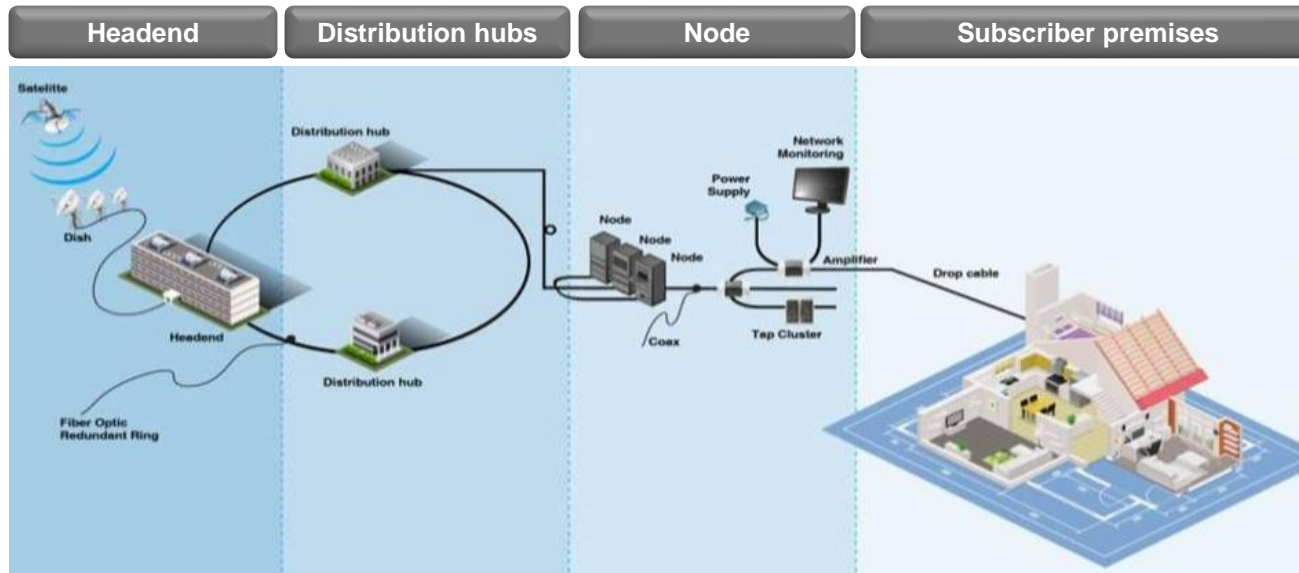 Headend
Distribution hubs
Node
Subscriber premises
Satelitte
Dish
Headend
Fiber Optic
Redundant Ring
Distribution hub
Distribution hub
Node
Node
Node
Coax
Power
Supply
Network
Monitoring
Amplifier
Tap Cluster
Drop cable